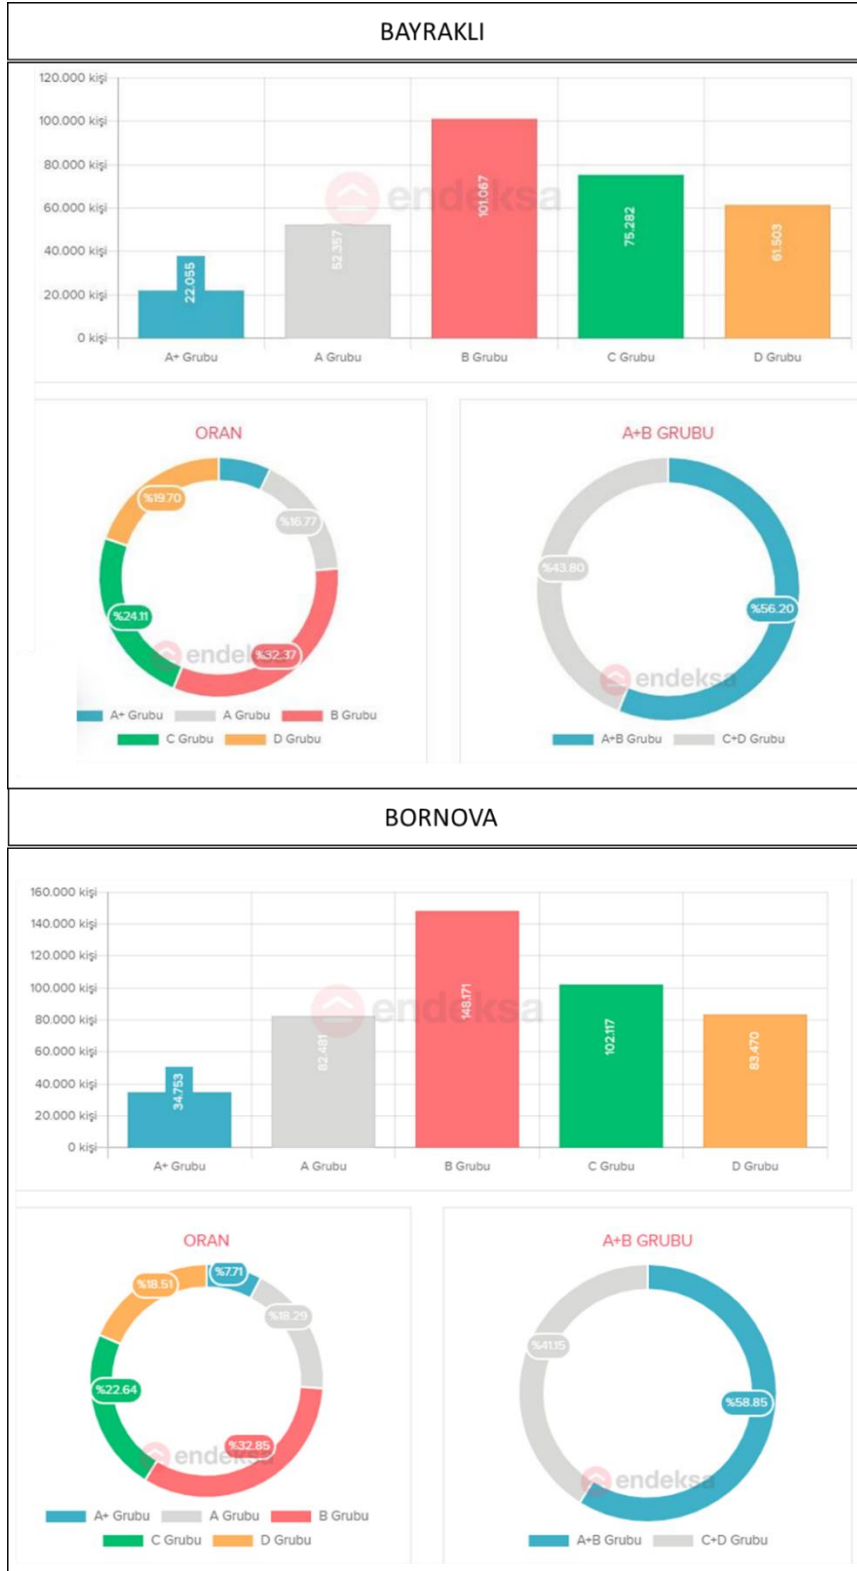 BAYRAKLI
120.000 kişi
100.000 kişi
80.000 kişi
60.000 kişi
40.000 kişi
20.000 kişi
0 kişi
22.055
52.357
101.067
75.282
61.503
endeksa
A+ Grubu A Grubu B Grubu C Grubu D Grubu
ORAN
%19.70
%16.77
%24.11
%32.37
endeksa
A+ Grubu A Grubu B Grubu
C Grubu D Grubu
A+B GRUBU
%43.80
%56.20
endeksa
A+B Grubu C+D Grubu
BORNOVA
160.000 kişi
140.000 kişi
120.000 kişi
100.000 kişi
80.000 kişi
60.000 kişi
40.000 kişi
20.000 kişi
0 kişi
34.753
82.481
148.171
102.117
83.470
endeksa
A+ Grubu A Grubu B Grubu C Grubu D Grubu
ORAN
%7.71
%18.51
%18.29
%22.64
%32.85
endeksa
A+ Grubu A Grubu B Grubu
C Grubu D Grubu
A+B GRUBU
%41.15
%58.85
endeksa
A+B Grubu C+D Grubu